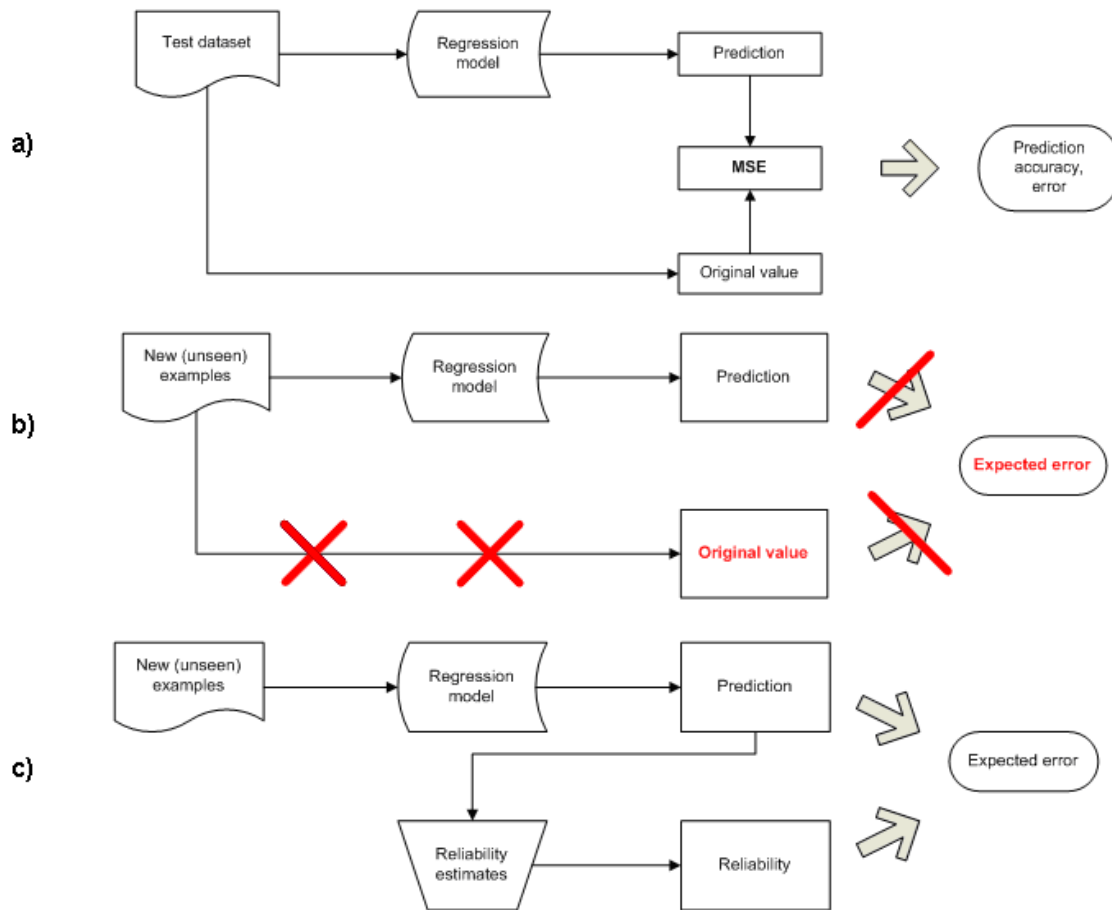 a)
Test dataset
Regression
model
Prediction
MSE
Original value
Prediction
accuracy,
error
b)
New (unseen)
examples
Regression
model
Prediction
Original value
Expected error
c)
New (unseen)
examples
Regression
model
Prediction
Reliability
estimates
Reliability
Expected error